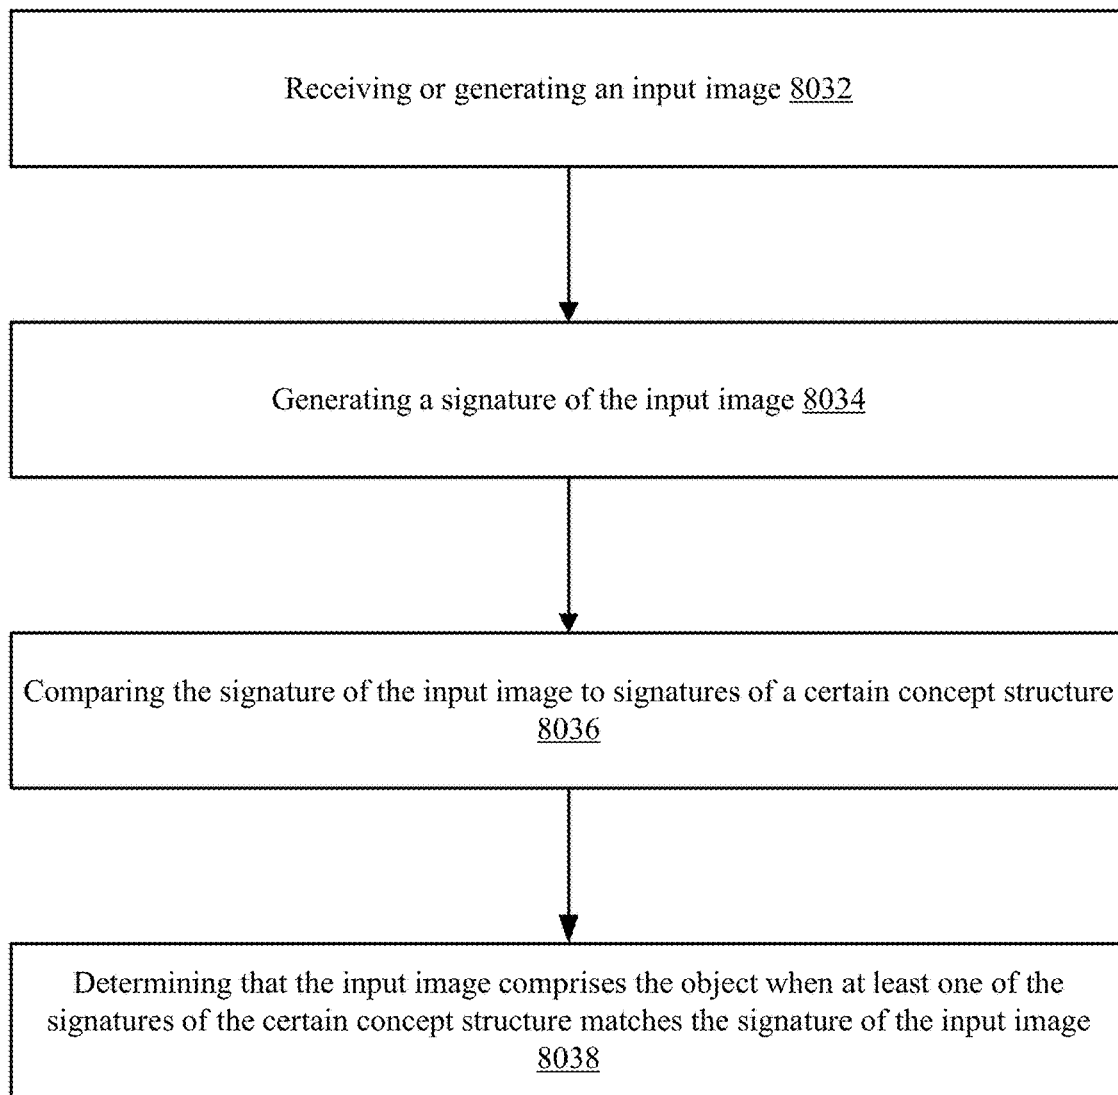 Receiving or generating an input image 8032
Generating a signature of the input image 8034
Comparing the signature of the input image to signatures of a certain concept structure
8036
Determining that the input image comprises the object when at least one of the
signatures of the certain concept structure matches the signature of the input image
8038